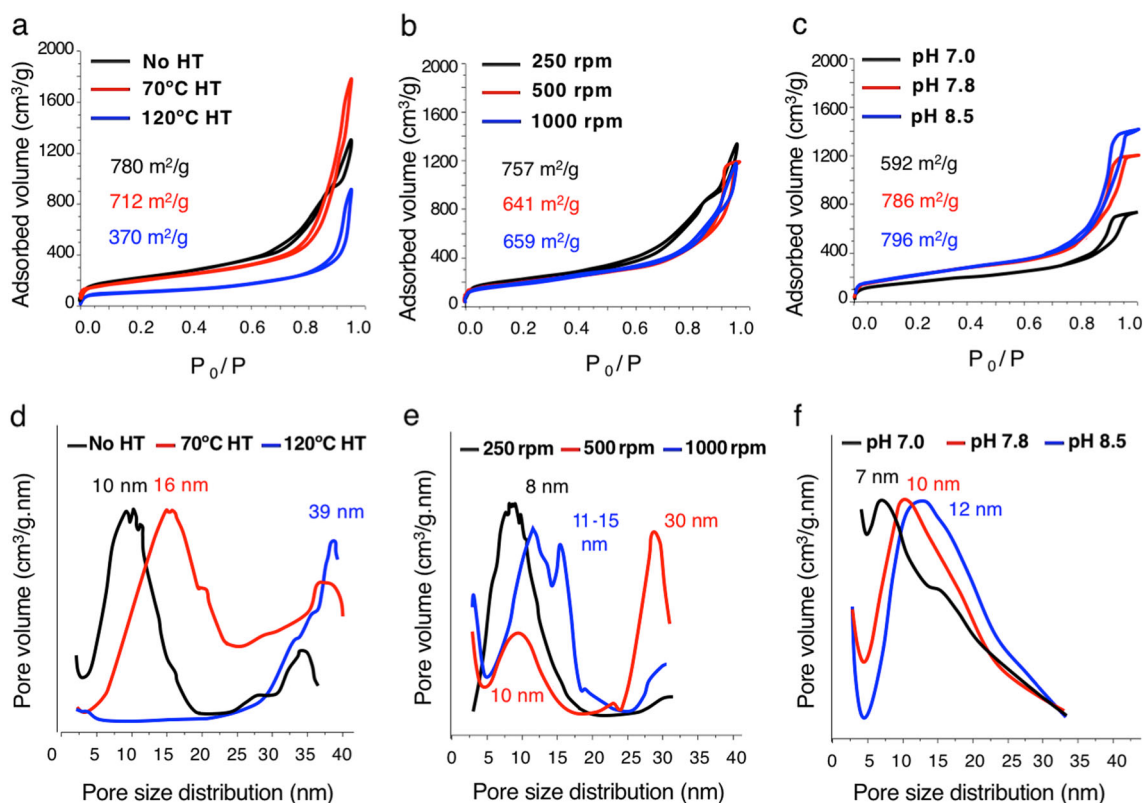 a
Adsorbed volume (cm³/g)
2000
1600
1200
800
400
0
No HT
70ºC HT
120ºC HT
780 m²/g
712 m²/g
370 m²/g
0.0 0.2 0.4 0.6 0.8 1.0
P₀/P
b
Adsorbed volume (cm³/g)
2000
1600
1200
800
400
0
250 rpm
500 rpm
1000 rpm
757 m²/g
641 m²/g
659 m²/g
0.0 0.2 0.4 0.6 0.8 1.0
P₀/P
c
Adsorbed volume (cm³/g)
2000
1600
1200
800
400
0
pH 7.0
pH 7.8
pH 8.5
592 m²/g
786 m²/g
796 m²/g
0.0 0.2 0.4 0.6 0.8 1.0
P₀/P
d
Pore volume (cm³/g.nm)
No HT 70ºC HT 120ºC HT
10 nm 16 nm
39 nm
0 5 10 15 20 25 30 35 40
Pore size distribution (nm)
e
Pore volume (cm³/g.nm)
250 rpm 500 rpm 1000 rpm
8 nm
11-15
nm
30 nm
10 nm
0 5 10 15 20 25 30 35 40
Pore size distribution (nm)
f
Pore volume (cm³/g.nm)
pH 7.0 pH 7.8 pH 8.5
7 nm 10 nm
12 nm
0 5 10 15 20 25 30 35 40
Pore size distribution (nm)